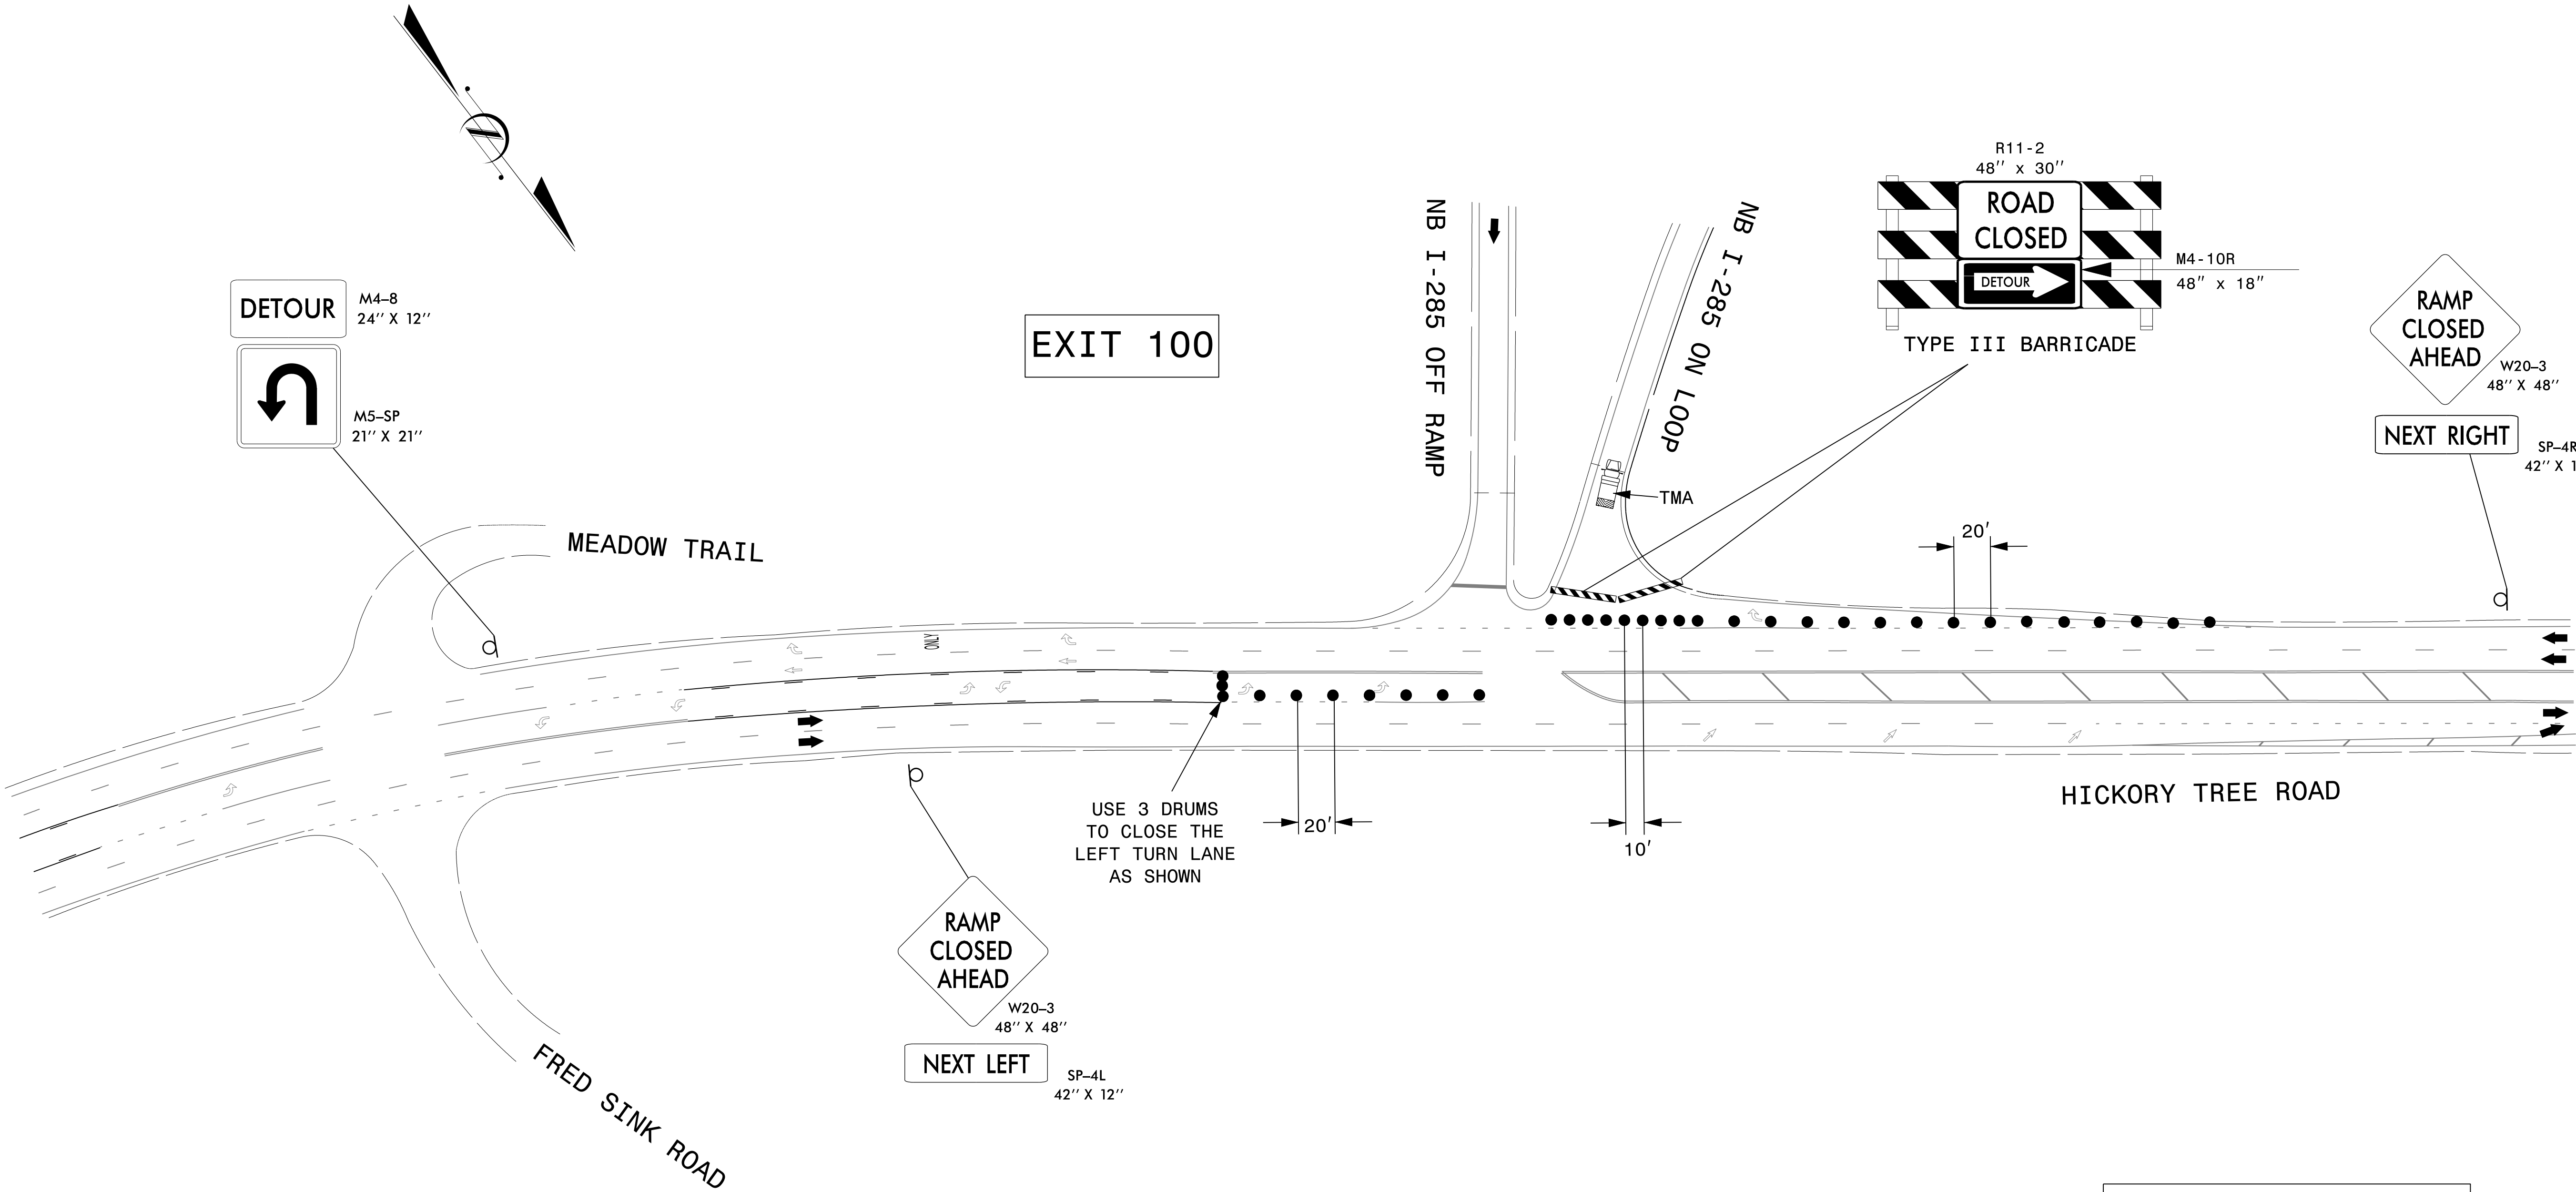 R11-2
48'' x 30''
ROAD
CLOSED
DETOUR
M4-10R
48" x 18"
TYPE III BARRICADE
RAMP
CLOSED
AHEAD
W20–3
48'' X 48''
NEXT RIGHT
SP–4R
42'' X 1
DETOUR
M4–8
24'' X 12''
M5–SP
21'' X 21''
EXIT 100
NB I-285 OFF RAMP
NB I-285 ON LOOP
TMA
MEADOW TRAIL
20'
ONLY
USE 3 DRUMS
TO CLOSE THE
LEFT TURN LANE
AS SHOWN
20'
10'
HICKORY TREE ROAD
RAMP
CLOSED
AHEAD
W20–3
48'' X 48''
NEXT LEFT
SP–4L
42'' X 12''
FRED SINK ROAD